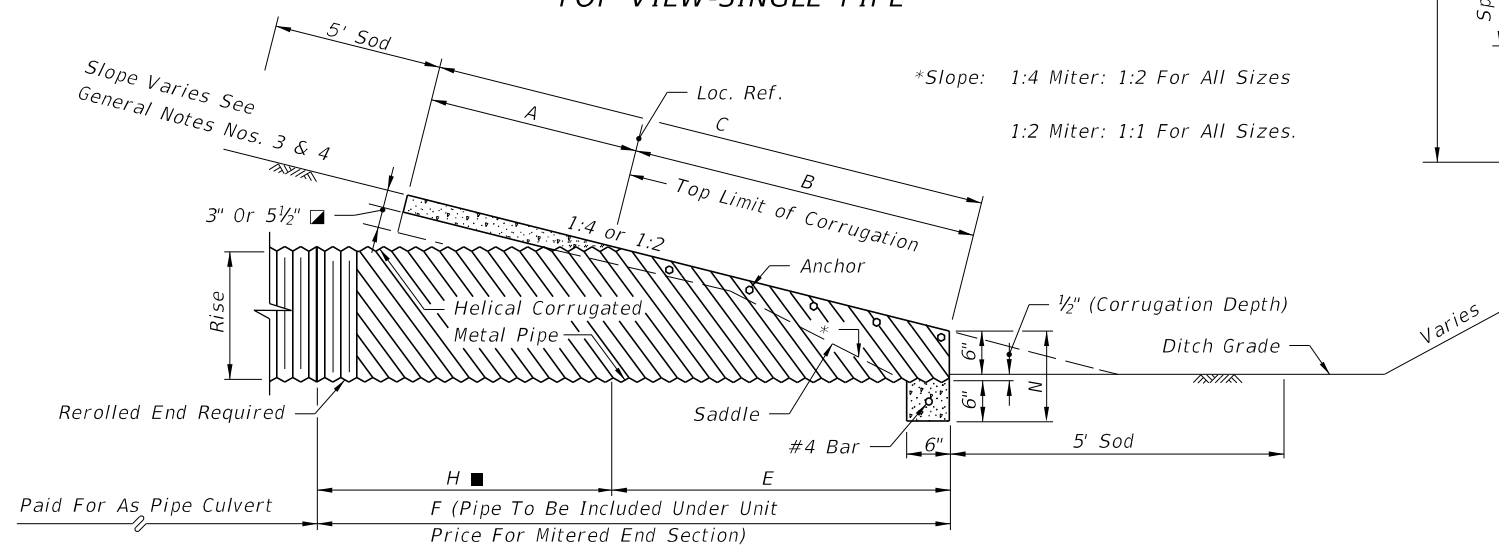 TOP VIEW-SINGLE PIPE
5' Sod
Slope Varies See
General Notes Nos. 3 & 4
A
Loc. Ref.
C
*Slope: 1:4 Miter: 1:2 For All Sizes
1:2 Miter: 1:1 For All Sizes.
B
Top Limit of Corrugation
3" Or 5½"
1:4 or 1:2
Anchor
Rise
Helical Corrugated
Metal Pipe
*
½" (Corrugation Depth)
Varies
6"
Ditch Grade
N
Rerolled End Required
Saddle
6"
#4 Bar
6"
5' Sod
H ■
E
Paid For As Pipe Culvert
F (Pipe To Be Included Under Unit
Price For Mitered End Section)
Sp